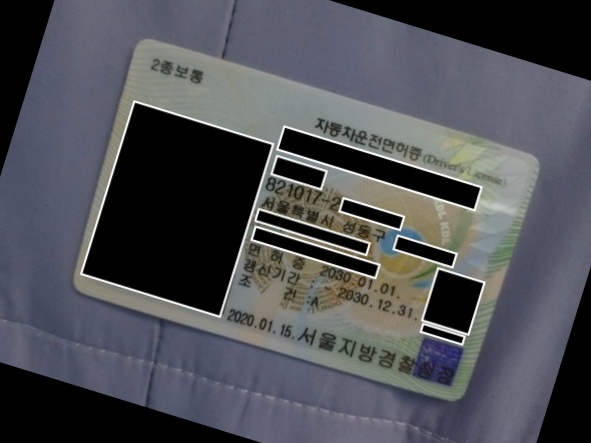 2종보통
자동차운전면허증 (Driver's License)
821017-2
서울특별시 성동구
면 허 증 2030.01.01.
갱신기간 : ~ 2030.12.31.
조 건 :A
2020.01.15. 서울지방경찰청장